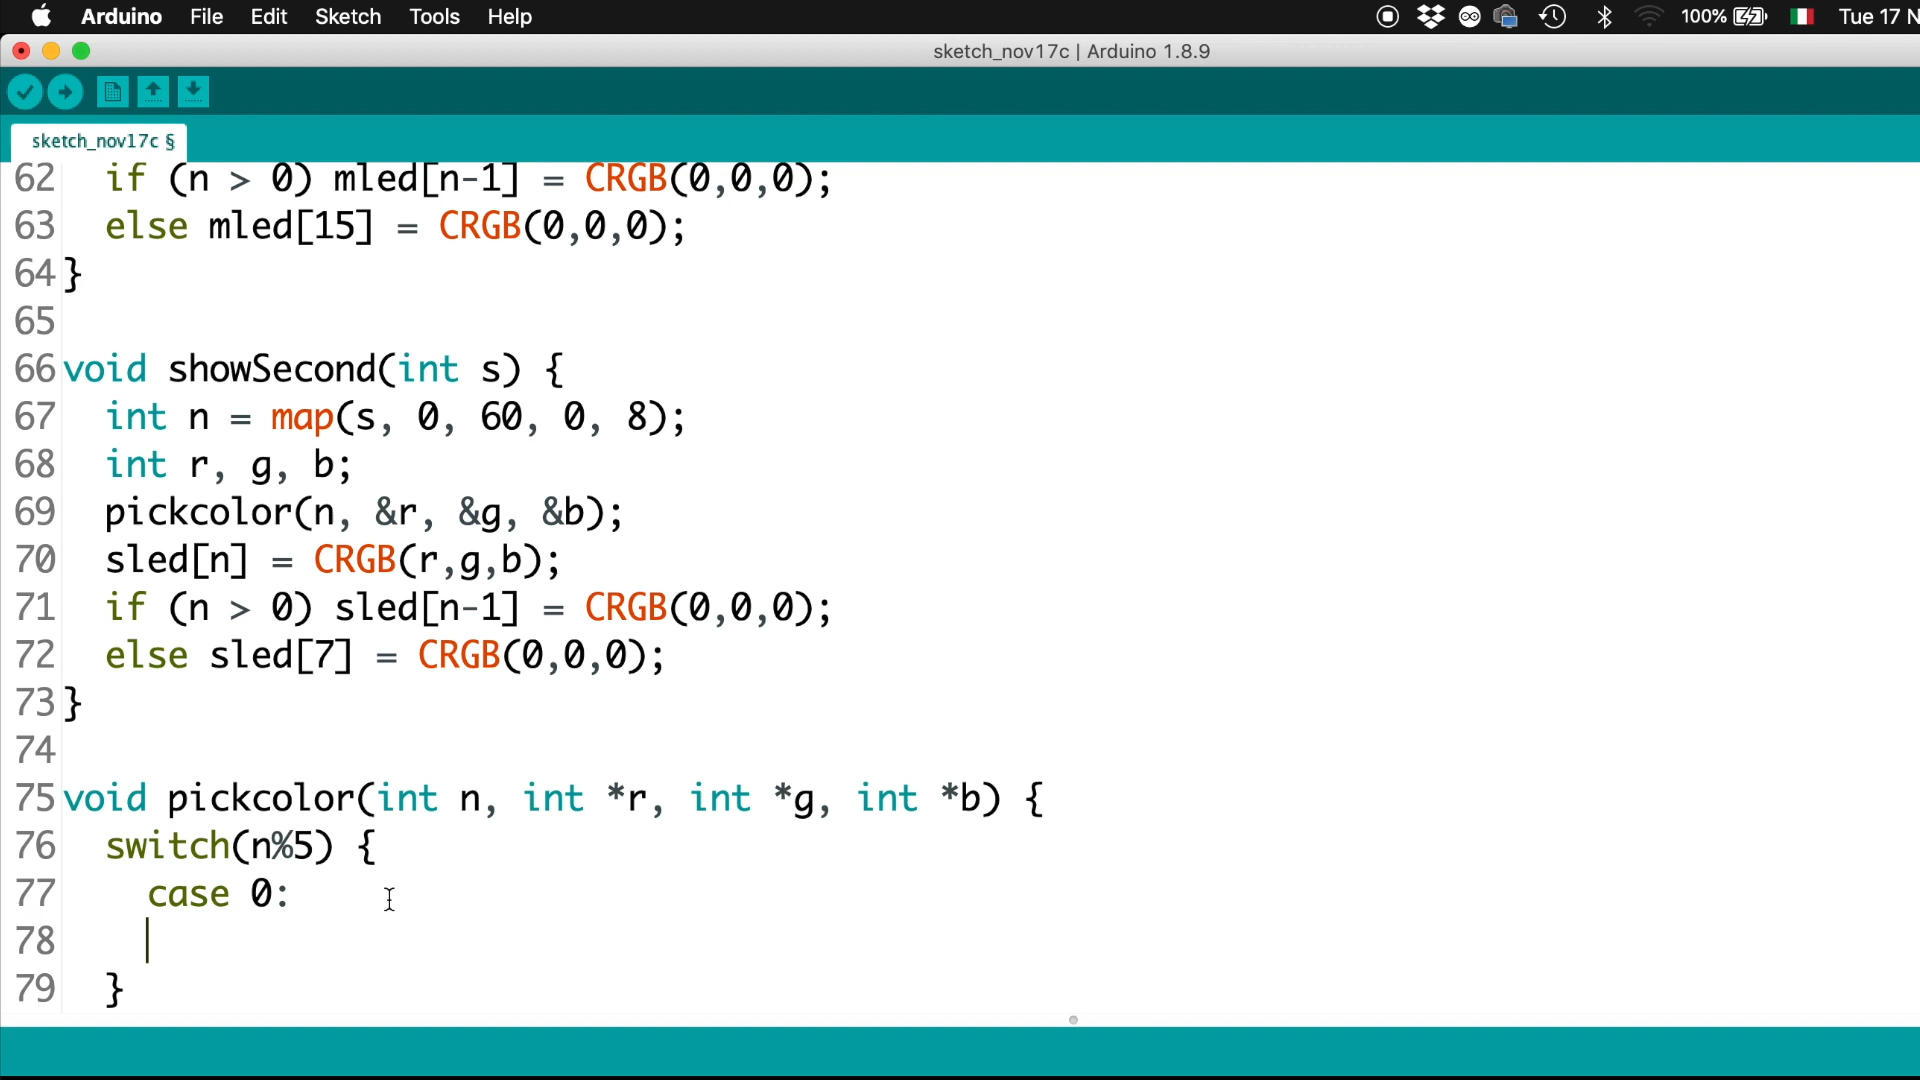 Arduino File Edit Sketch Tools Help 100% Tue 17 N
sketch_nov17c | Arduino 1.8.9
sketch_nov17c §
62 if (n > 0) mled[n-1] = CRGB(0,0,0);
63 else mled[15] = CRGB(0,0,0);
64 }
65
66 void showSecond(int s) {
67 int n = map(s, 0, 60, 0, 8);
68 int r, g, b;
69 pickcolor(n, &r, &g, &b);
70 sled[n] = CRGB(r,g,b);
71 if (n > 0) sled[n-1] = CRGB(0,0,0);
72 else sled[7] = CRGB(0,0,0);
73 }
74
75 void pickcolor(int n, int *r, int *g, int *b) {
76 switch(n%5) {
77 case 0:
78
79 }